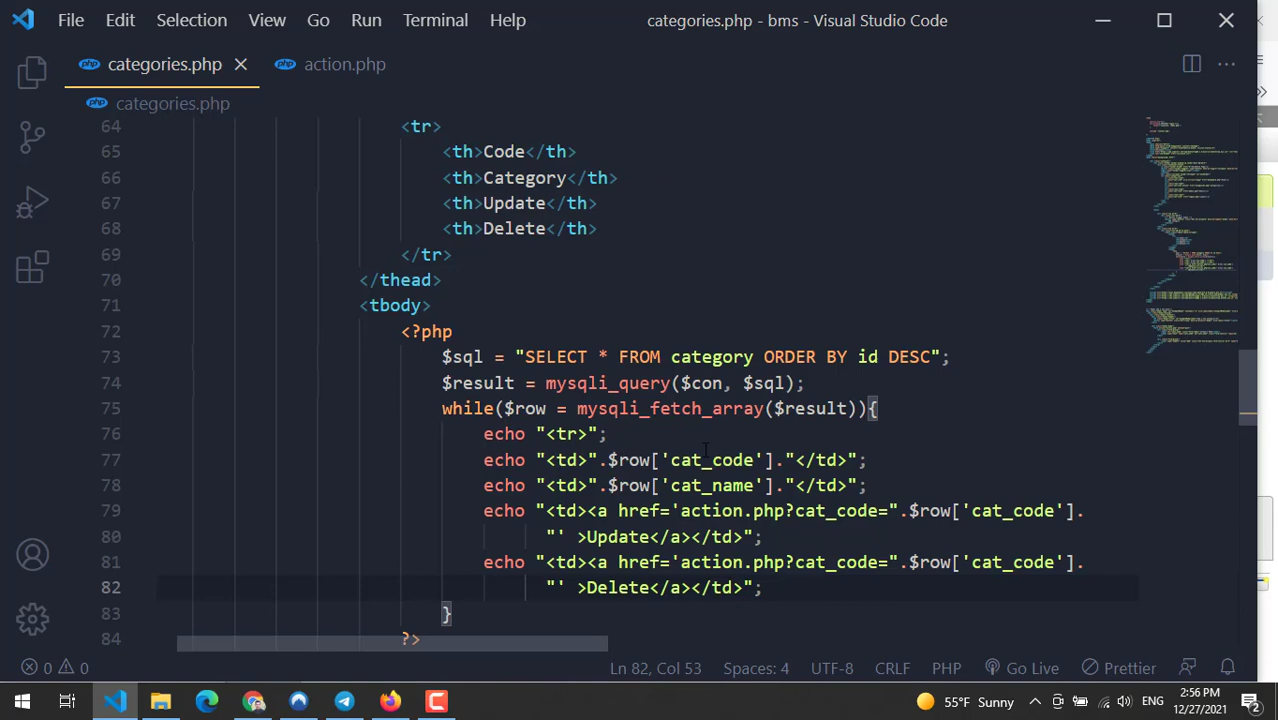 File Edit Selection View Go Run Terminal Help categories.php - bms - Visual Studio Code
php categories.php php action.php
php categories.php
64 <tr>
65 <th>Code</th>
66 <th>Category</th>
67 <th>Update</th>
68 <th>Delete</th>
69 </tr>
70 </thead>
71 <tbody>
72 <?php
73 $sql = "SELECT * FROM category ORDER BY id DESC";
74 $result = mysqli_query($con, $sql);
75 while($row = mysqli_fetch_array($result)){
76 echo "<tr>";
77 echo "<td>".$row['cat_code']."</td>";
78 echo "<td>".$row['cat_name']."</td>";
79 echo "<td><a href='action.php?cat_code=".$row['cat_code'].
80 "' >Update</a></td>";
81 echo "<td><a href='action.php?cat_code=".$row['cat_code'].
82 "' >Delete</a></td>";
83 }
84 ?>
0 0 Ln 82, Col 53 Spaces: 4 UTF-8 CRLF PHP Go Live Prettier
55°F Sunny ENG 2:56 PM
12/27/2021 2